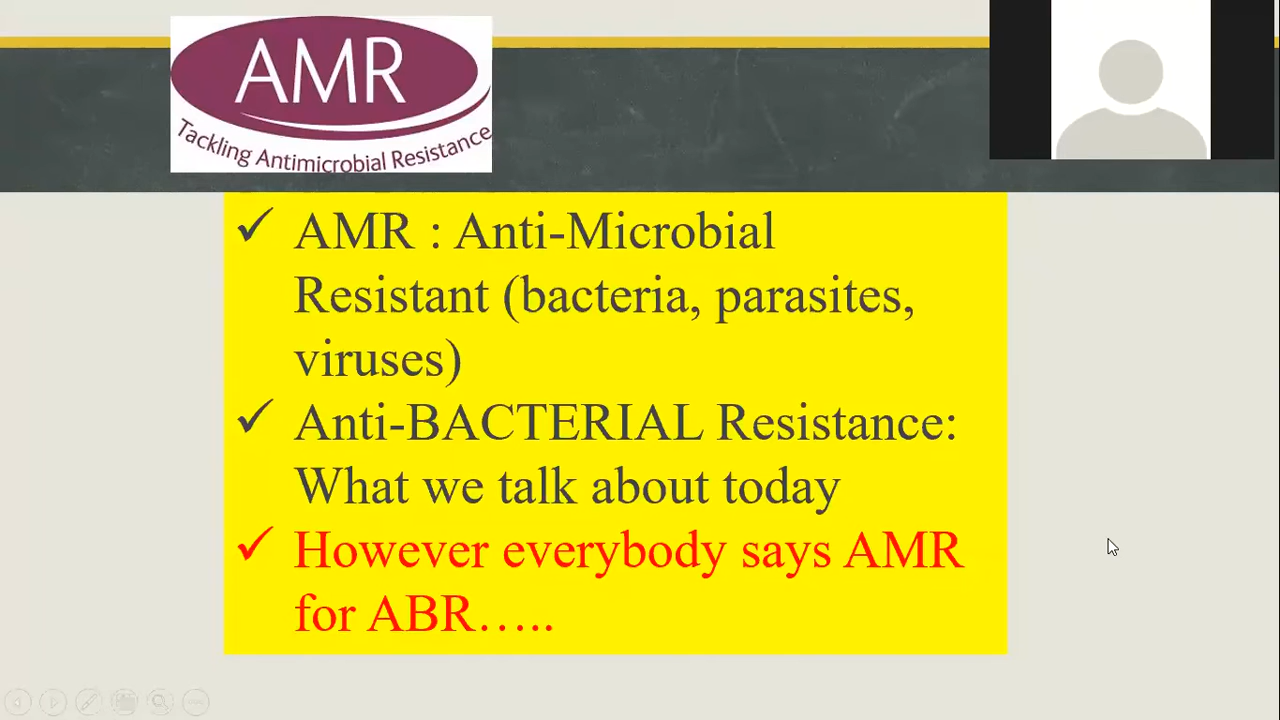 AMR
Tackling Antimicrobial Resistance
✓ AMR : Anti-Microbial
Resistant (bacteria, parasites,
viruses)
✓ Anti-BACTERIAL Resistance:
What we talk about today
✓ However everybody says AMR
for ABR…..